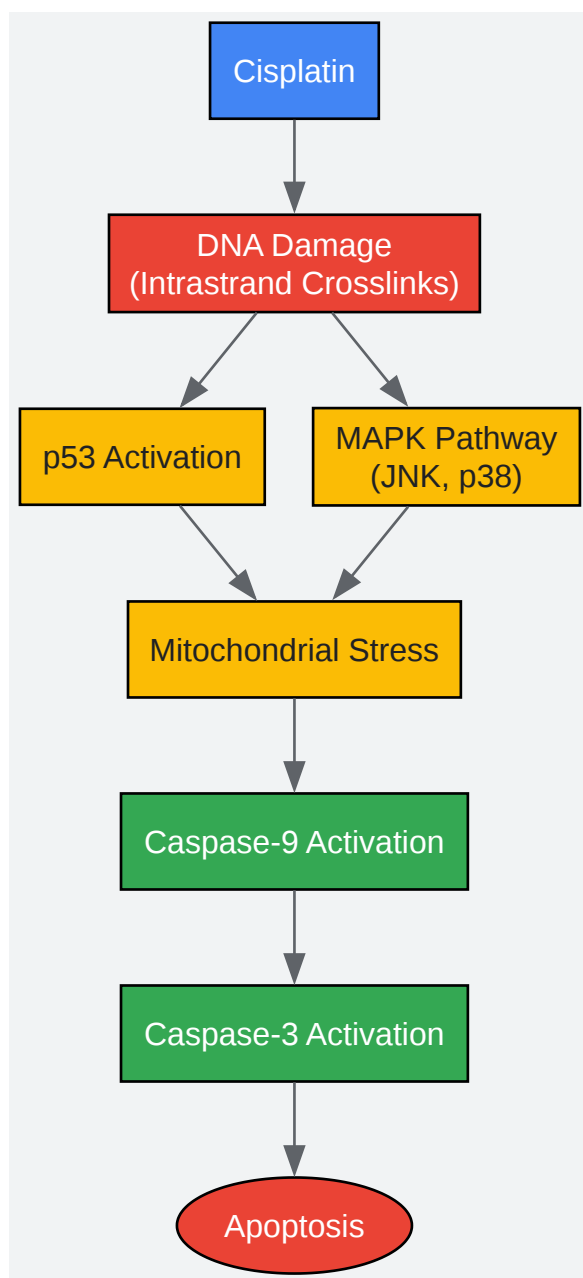 Cisplatin
DNA Damage
(Intrastrand Crosslinks)
p53 Activation
MAPK Pathway
(JNK, p38)
Mitochondrial Stress
Caspase-9 Activation
Caspase-3 Activation
Apoptosis